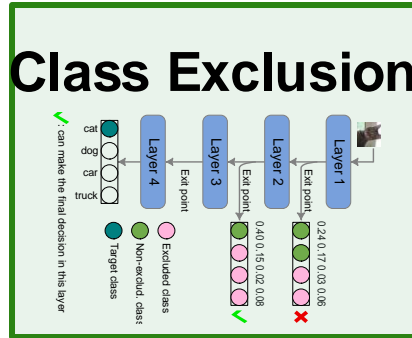 Class Exclusion
cat
dog
car
truck
Layer 4
Layer 3
Layer 2
Layer 1
Exit point
Exit point
Exit point
0.40 0.15 0.02 0.08
0.24 0.17 0.03 0.06
Target class
Non-exclud. class
Excluded class
: can make the final decision in this layer